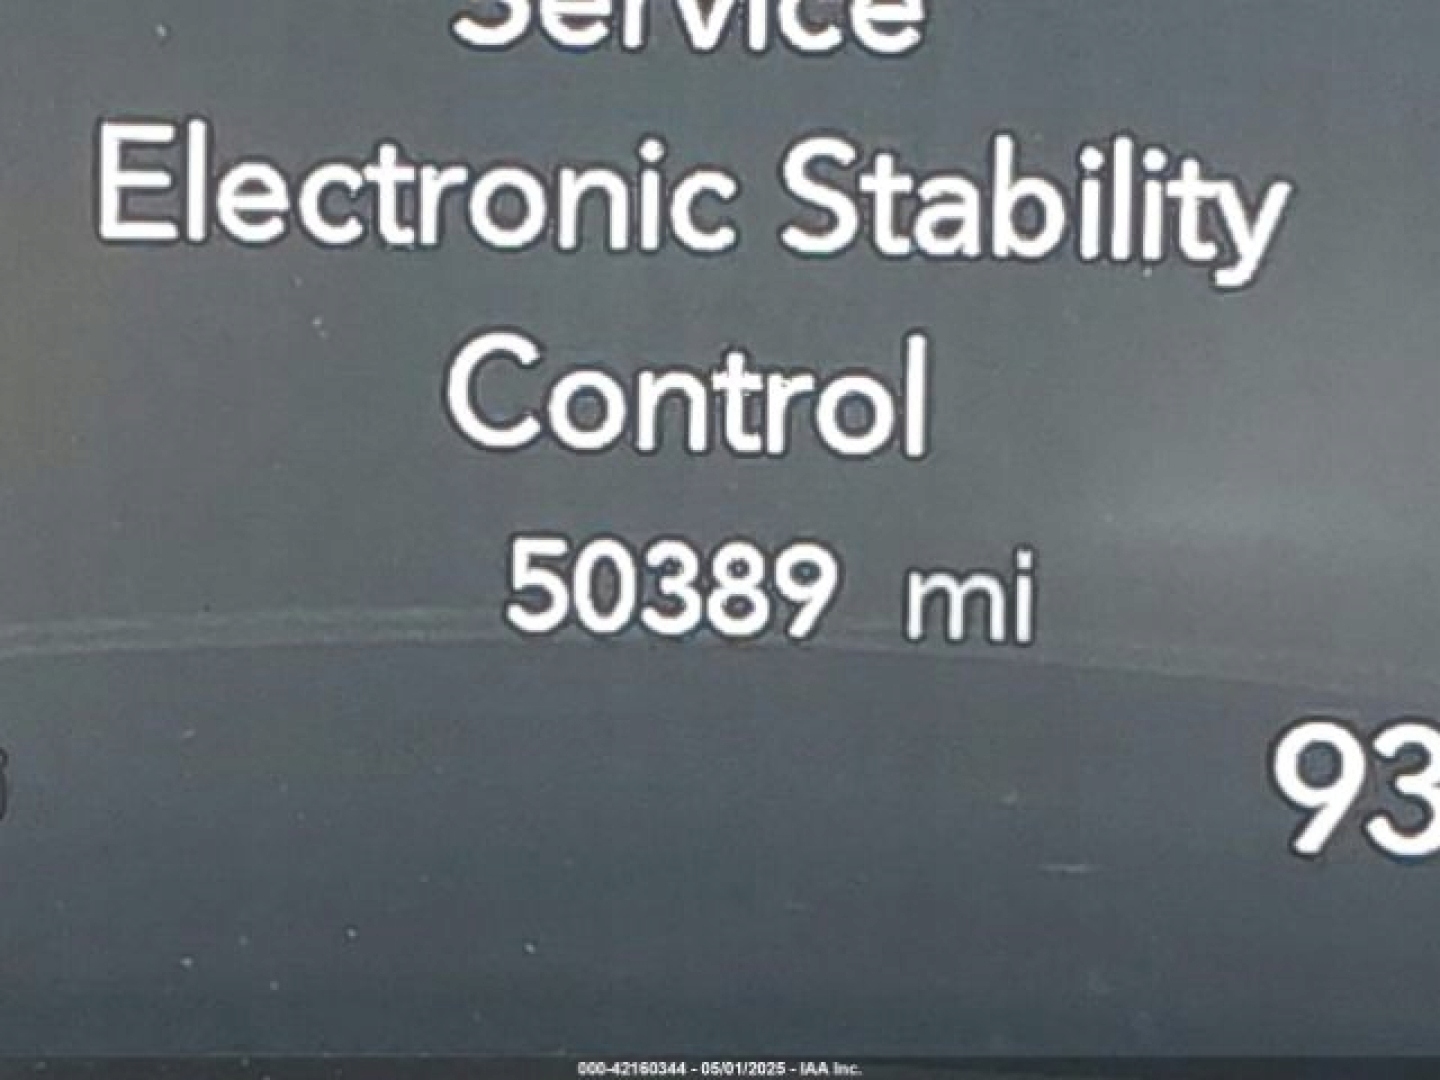 Service
Electronic Stability
Control
50389 mi
93
000-42160344 - 05/01/2025 - IAA Inc.